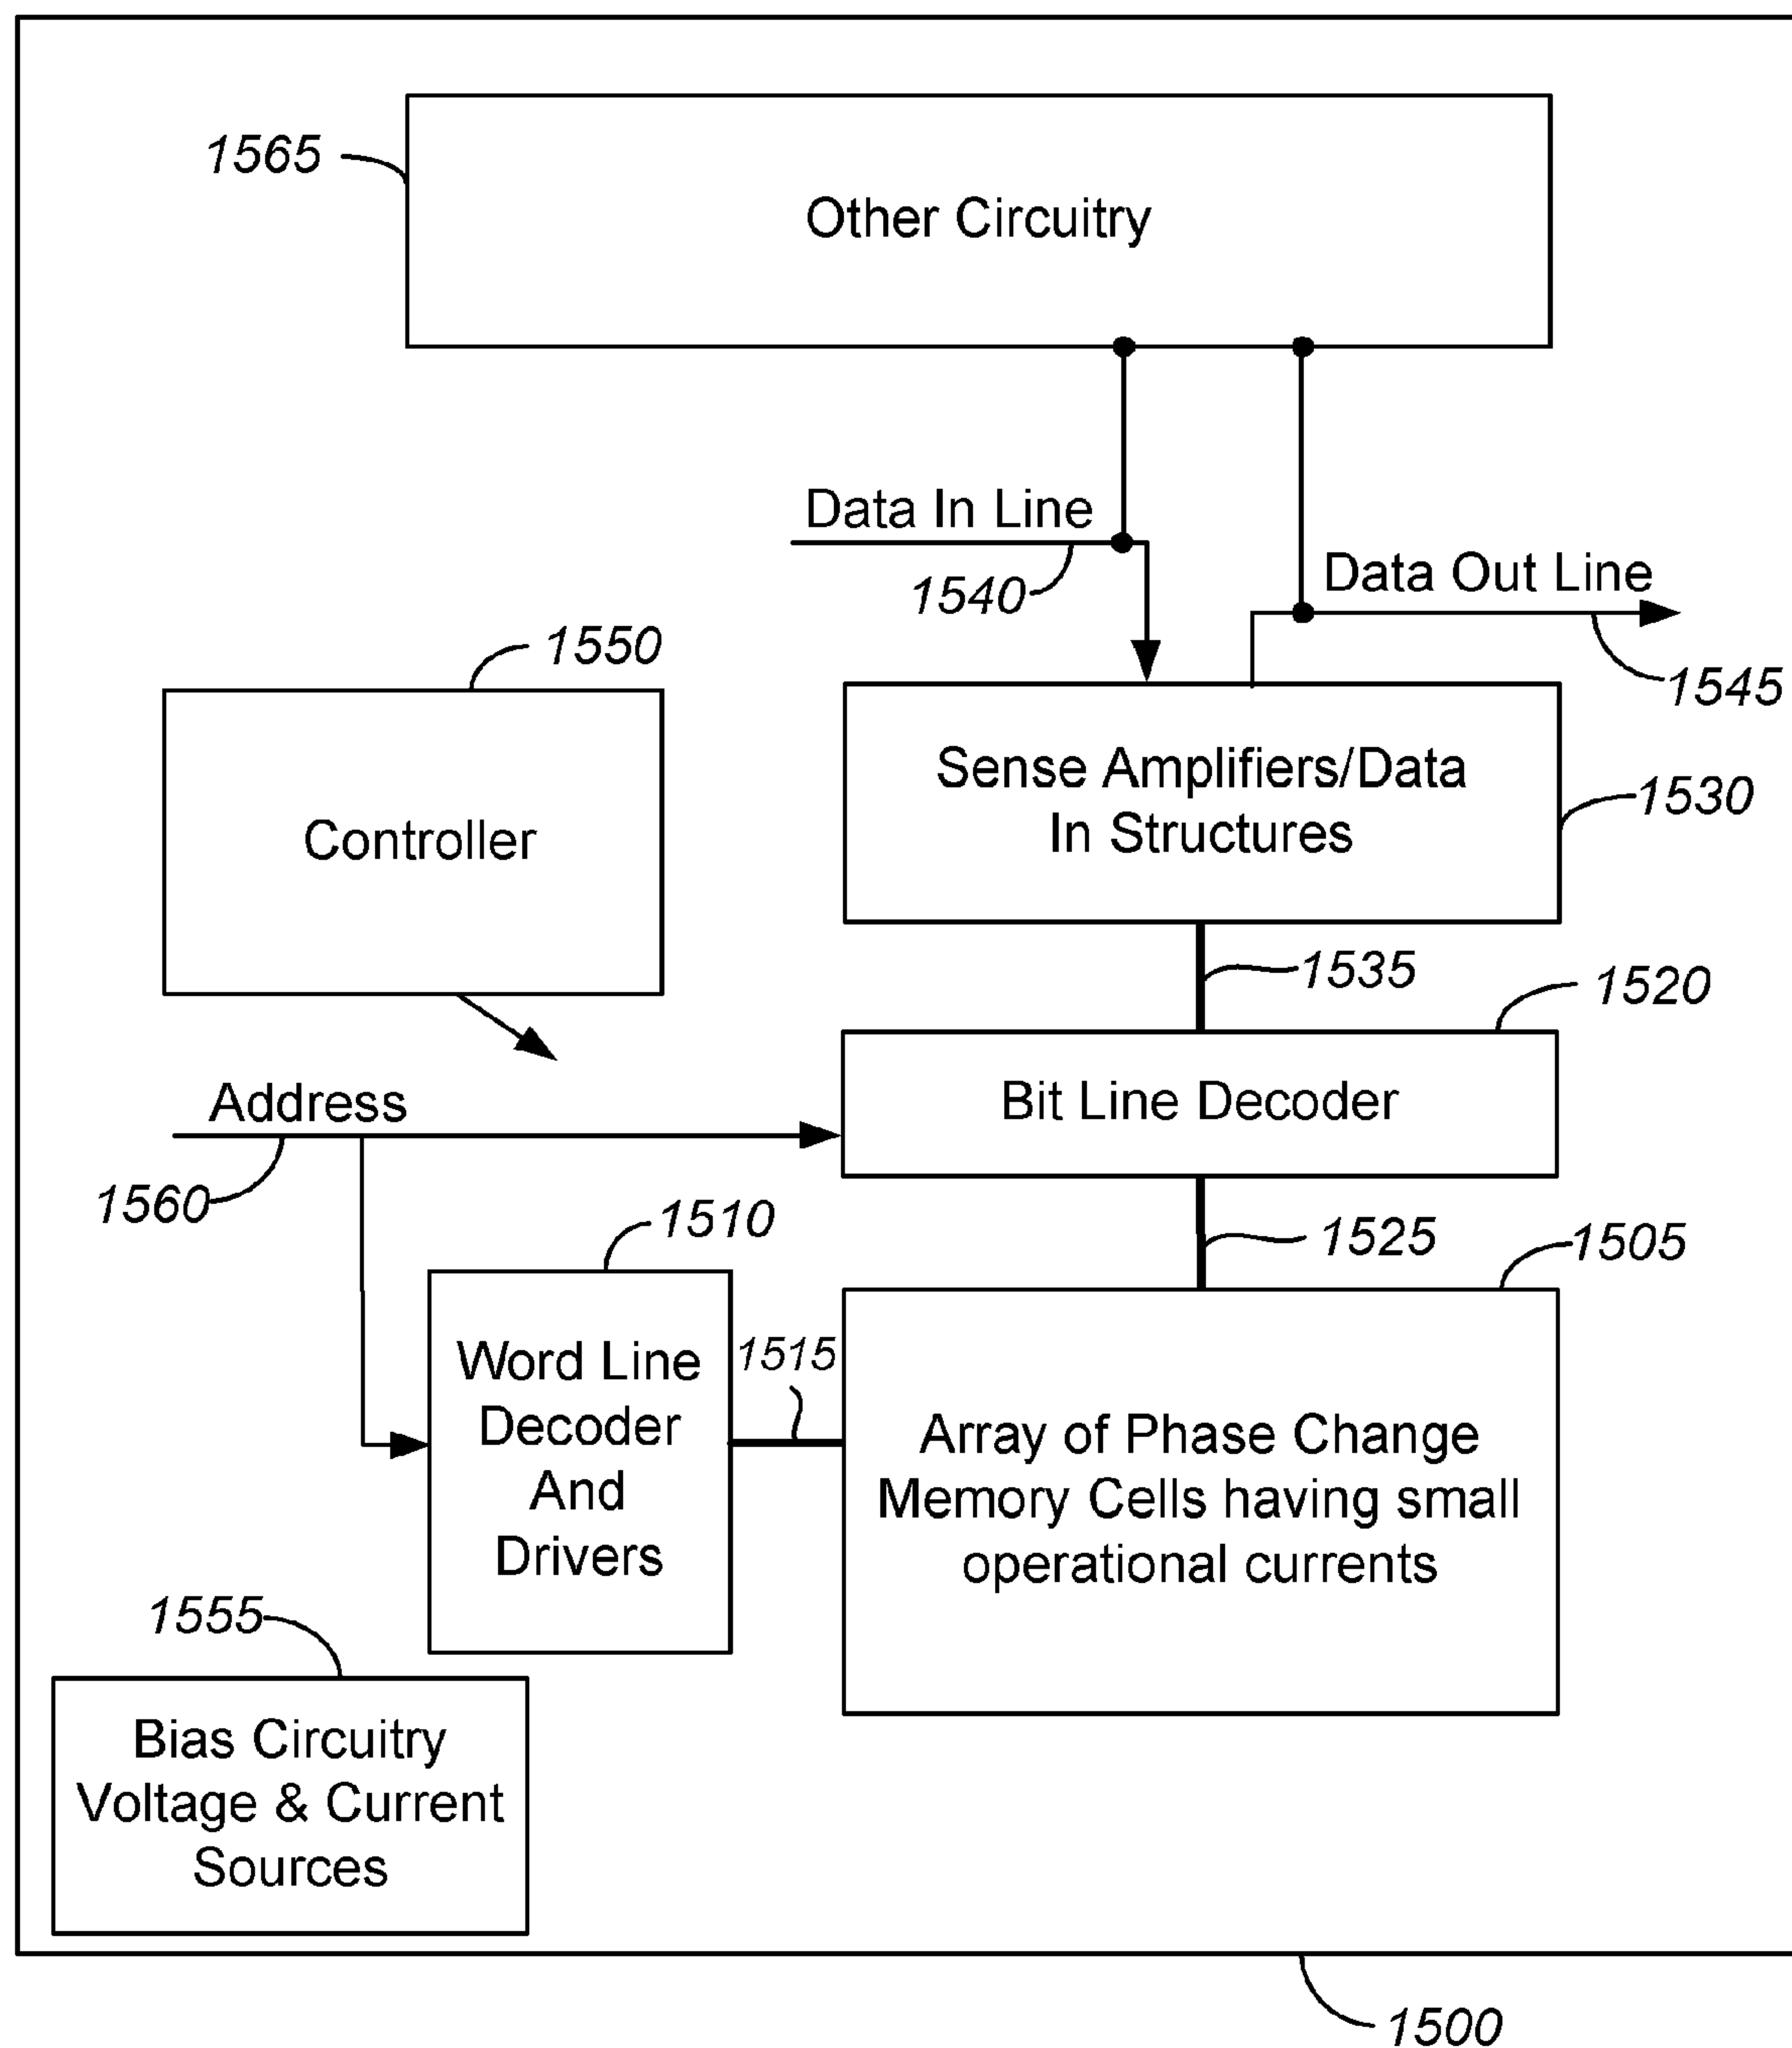 1565
Other Circuitry
Data In Line
1540
Data Out Line
1545
1550
Controller
Sense Amplifiers/Data
In Structures
1530
1535
1520
Address
Bit Line Decoder
1560
1510
1525
1505
Word Line
Decoder
And
Drivers
1515
Array of Phase Change
Memory Cells having small
operational currents
1555
Bias Circuitry
Voltage & Current
Sources
1500